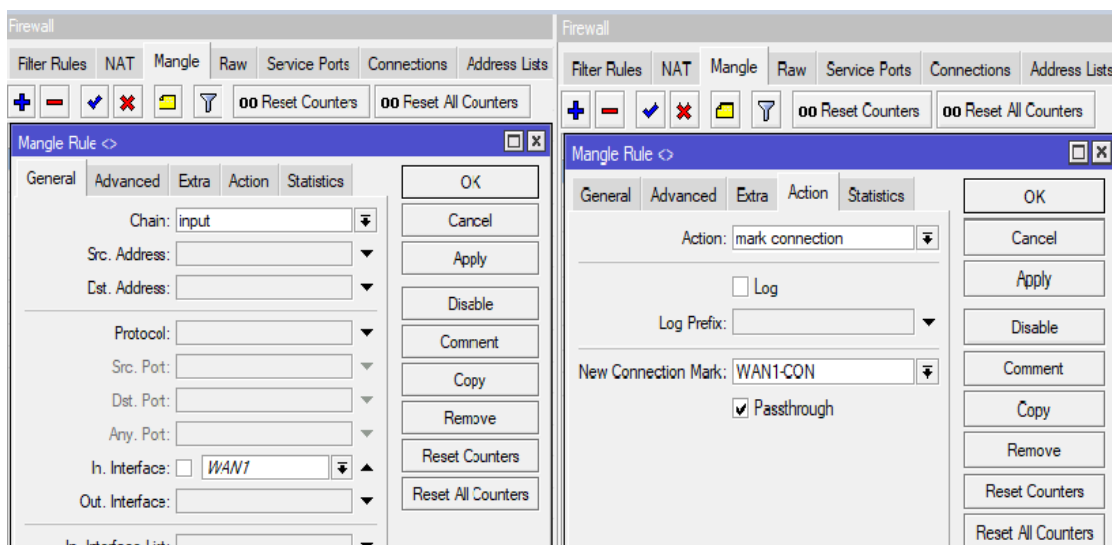 Firewall
Filter Rules NAT Mangle Raw Service Ports Connections Address Lists
00 Reset Counters 00 Reset All Counters
Mangle Rule <>
General Advanced Extra Action Statistics
Chain: input
Src. Address:
Dst. Address:
Protocol:
Src. Port:
Dst. Port:
Any. Port:
In. Interface: WAN1
Out. Interface:
In. Interface List:
OK
Cancel
Apply
Disable
Comment
Copy
Remove
Reset Counters
Reset All Counters
Firewall
Filter Rules NAT Mangle Raw Service Ports Connections Address Lists
00 Reset Counters 00 Reset All Counters
Mangle Rule <>
General Advanced Extra Action Statistics
Action: mark connection
Log
Log Prefix:
New Connection Mark: WAN1-CON
Passthrough
OK
Cancel
Apply
Disable
Comment
Copy
Remove
Reset Counters
Reset All Counters